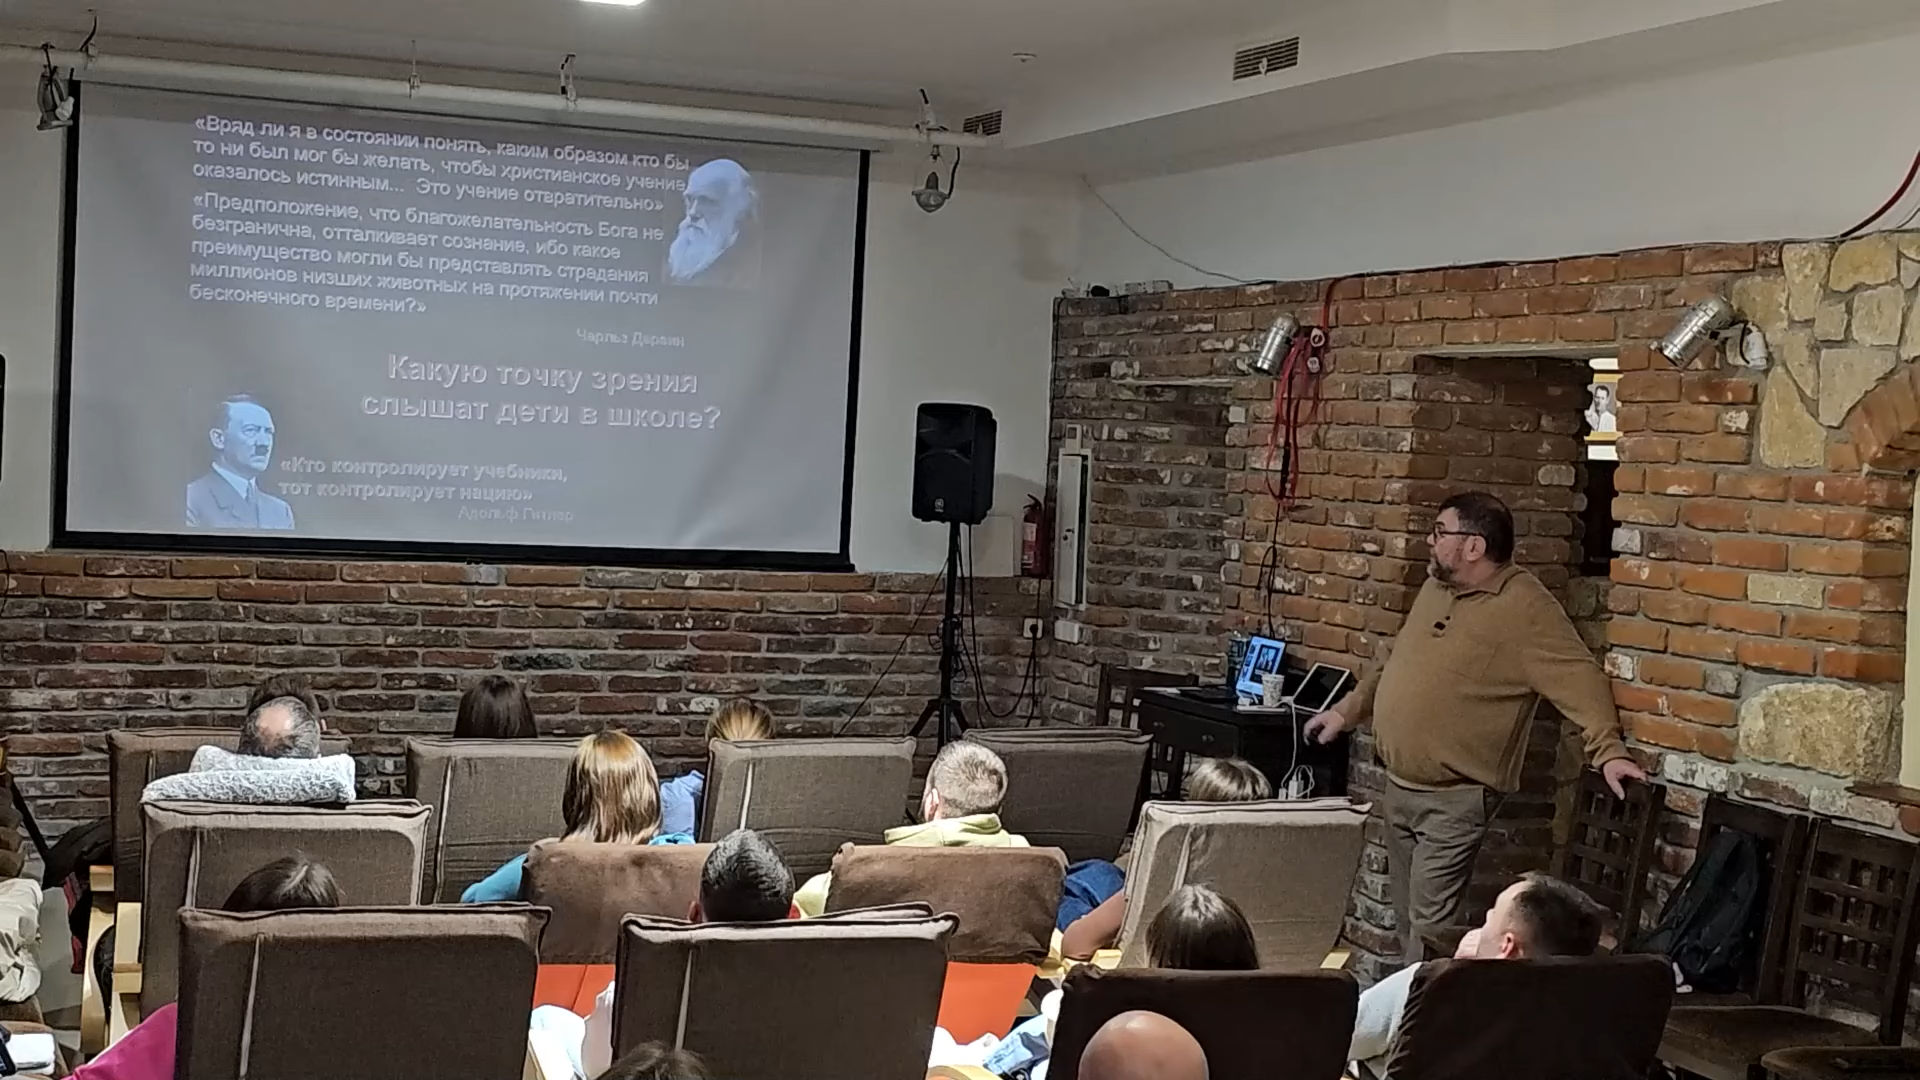 «Вряд ли я в состоянии понять, каким образом кто бы
то ни был мог бы желать, чтобы христианское учение
оказалось истинным... Это учение отвратительно»
«Предположение, что благожелательность Бога не
безгранична, отталкивает сознание, ибо какое
преимущество могли бы представлять страдания
миллионов низших животных на протяжении почти
бесконечного времени?»
Чарльз Дарвин
Какую точку зрения
слышат дети в школе?
«Кто контролирует учебники,
тот контролирует нацию»
Адольф Гитлер